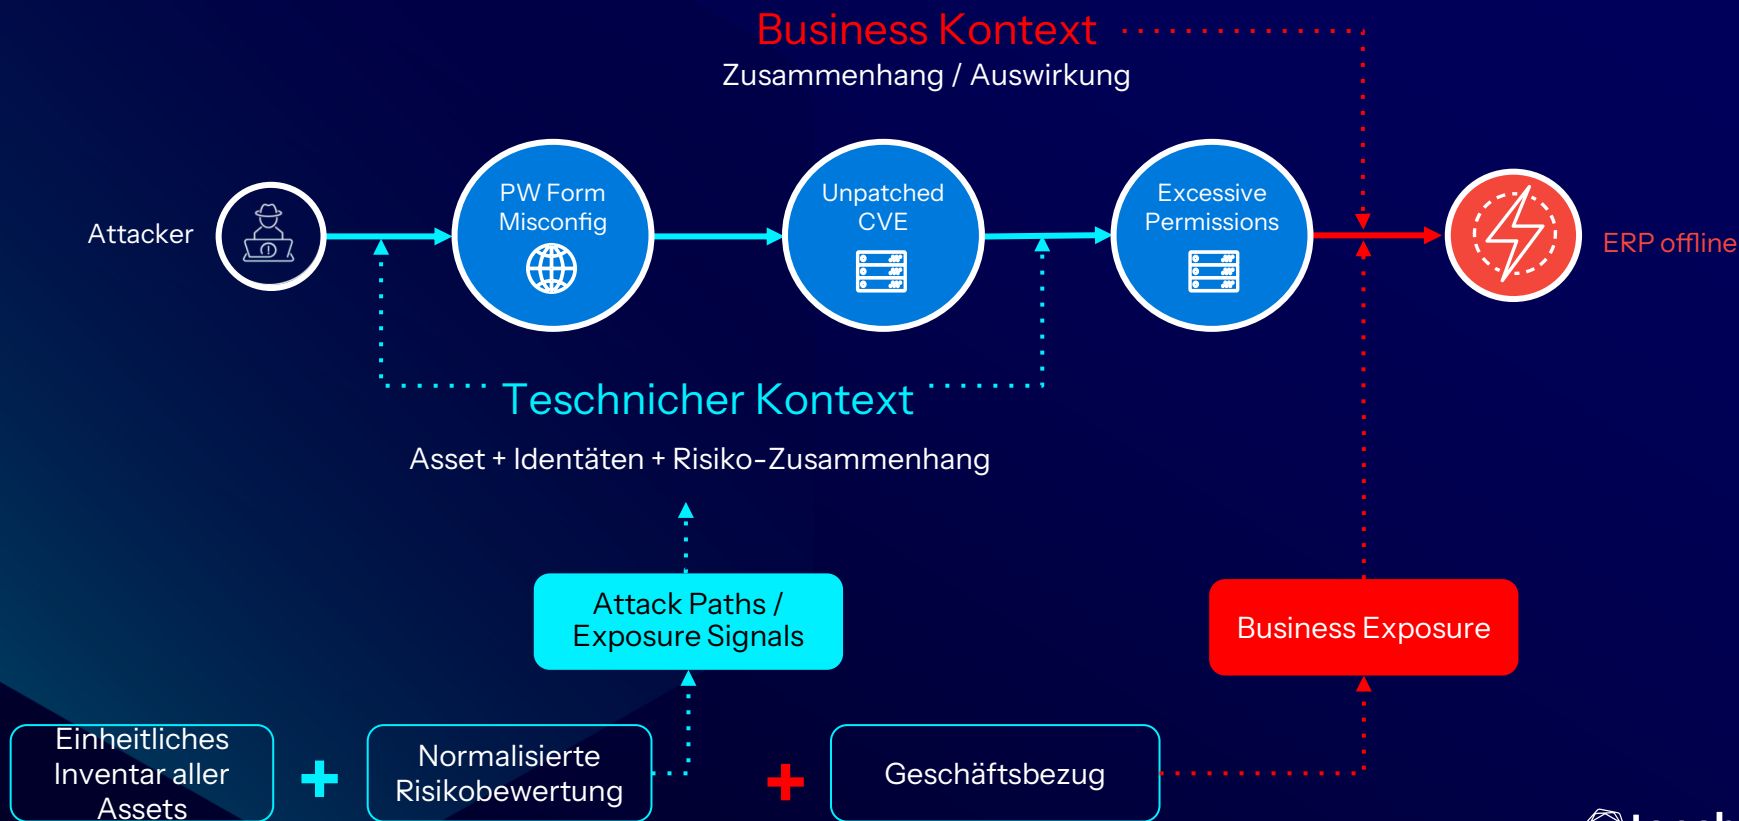 Business Kontext
Zusammenhang / Auswirkung
Attacker
PW Form
Misconfig
Unpatched
CVE
Excessive
Permissions
ERP offline
Teschnicher Kontext
Asset + Identäten + Risiko-Zusammenhang
Attack Paths /
Exposure Signals
Business Exposure
Einheitliches
Inventar aller
Assets
Normalisierte
Risikobewertung
Geschäftsbezug